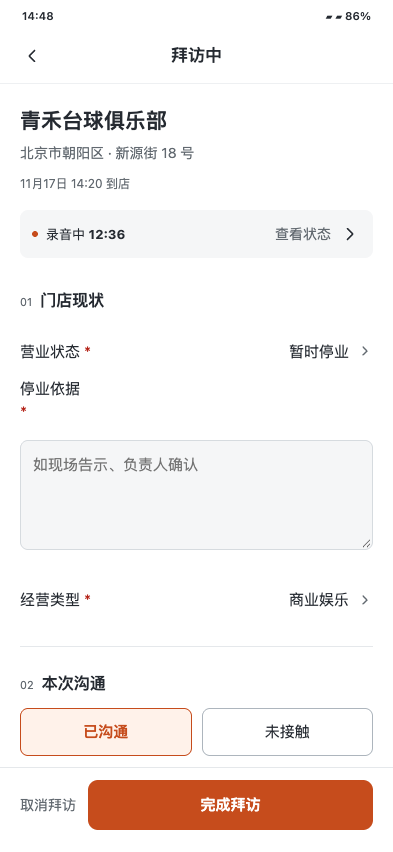 14:48
86%
拜访中
青禾台球俱乐部
北京市朝阳区 · 新源街 18 号
11月17日 14:20 到店
录音中 12:36
查看状态
01 门店现状
营业状态 *
暂时停业
停业依据
*
如现场告示、负责人确认
经营类型 *
商业娱乐
02 本次沟通
已沟通
未接触
取消拜访
完成拜访